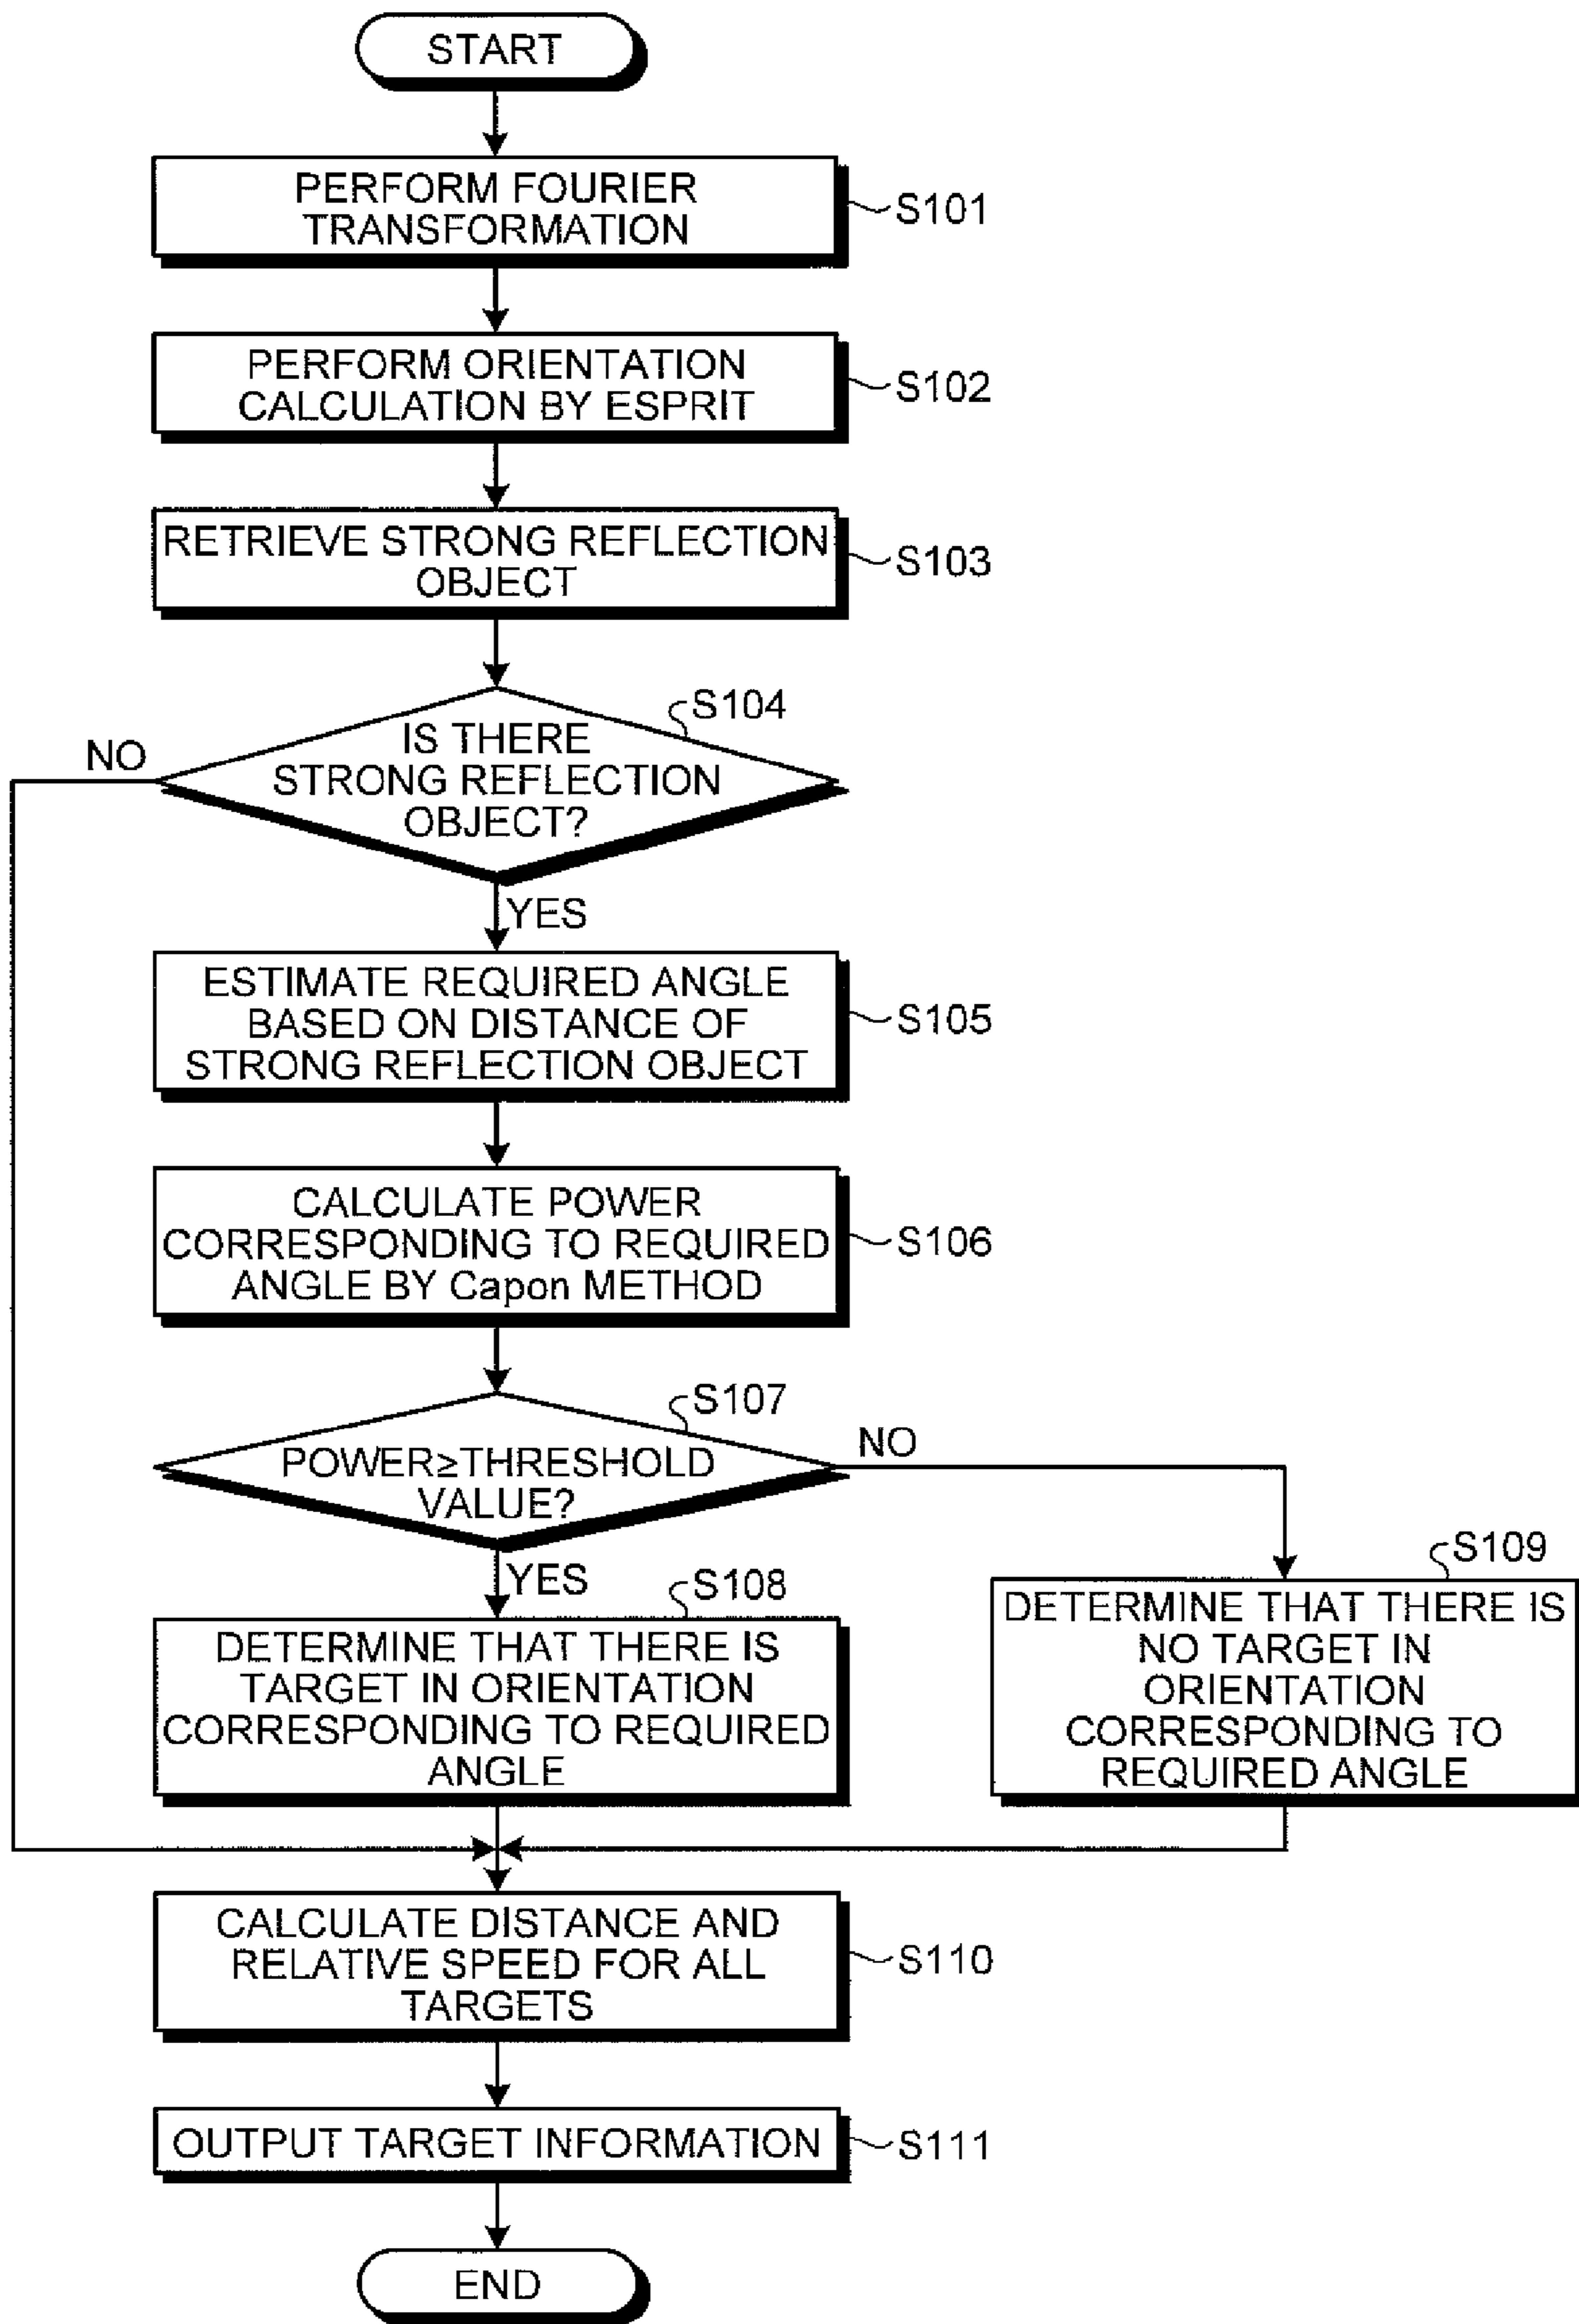 START
PERFORM FOURIER
TRANSFORMATION
S101
PERFORM ORIENTATION
CALCULATION BY ESPRIT
S102
RETRIEVE STRONG REFLECTION
OBJECT
S103
S104
IS THERE
STRONG REFLECTION
OBJECT?
NO
YES
ESTIMATE REQUIRED ANGLE
BASED ON DISTANCE OF
STRONG REFLECTION OBJECT
S105
CALCULATE POWER
CORRESPONDING TO REQUIRED
ANGLE BY Capon METHOD
S106
S107
POWER≥THRESHOLD
VALUE?
NO
YES
S108
DETERMINE THAT THERE IS
TARGET IN ORIENTATION
CORRESPONDING TO REQUIRED
ANGLE
S109
DETERMINE THAT THERE IS
NO TARGET IN
ORIENTATION
CORRESPONDING TO
REQUIRED ANGLE
CALCULATE DISTANCE AND
RELATIVE SPEED FOR ALL
TARGETS
S110
OUTPUT TARGET INFORMATION
S111
END